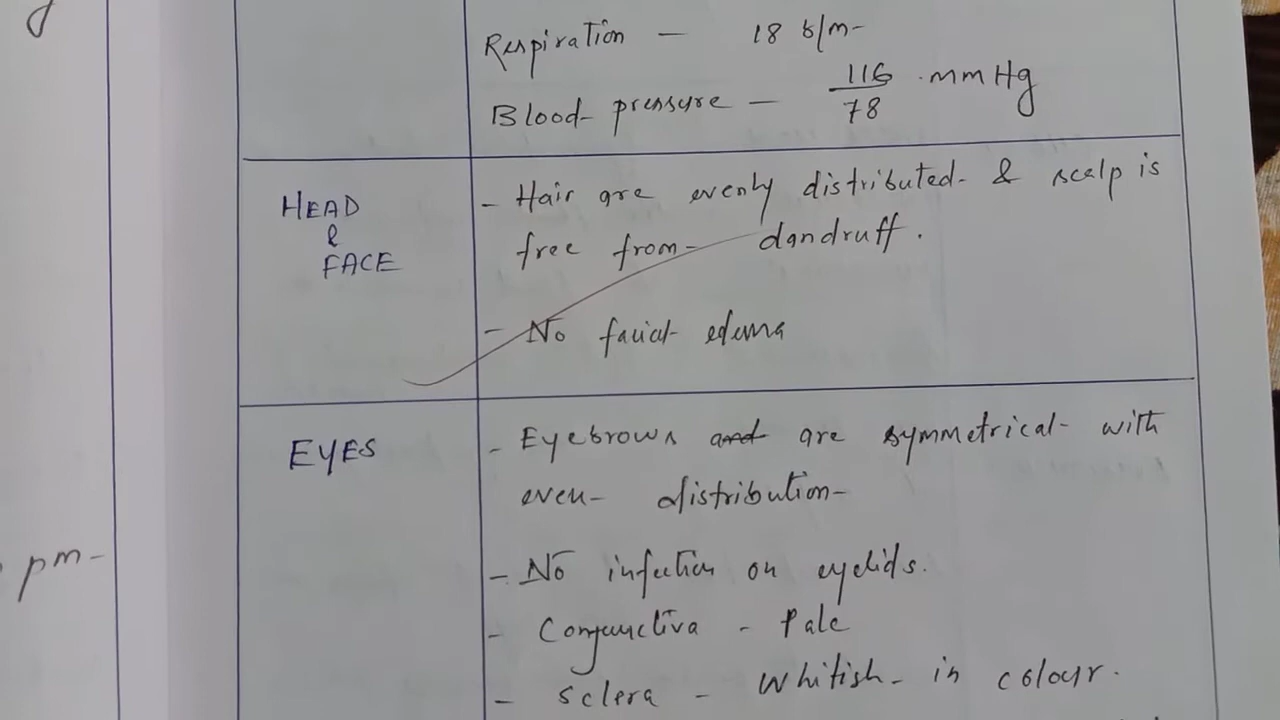 Respiration - 18 b/m
Blood pressure - 116/78 mmHg
HEAD & FACE
- Hair are evenly distributed & scalp is
free from dandruff.
- No facial edema
EYES
- Eyebrows and are symmetrical with
even distribution
- No infection on eyelids.
- Conjunctiva - Pale
- Sclera - Whitish in colour.
pm